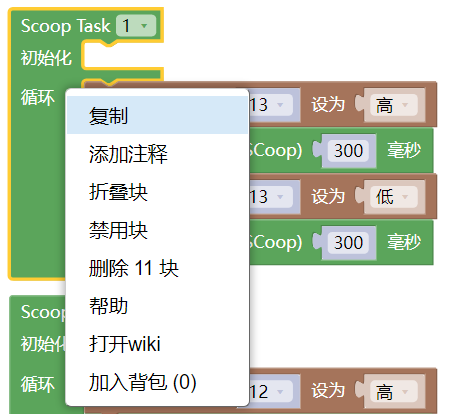 Scoop Task 1
初始化
循环 13 设为 高
复制
添加注释 SCoop) 300 毫秒
折叠块 13 设为 低
禁用块 SCoop) 300 毫秒
删除 11 块
帮助
Scoo
初始化 打开wiki
循环 加入背包 (0) 12 设为 高